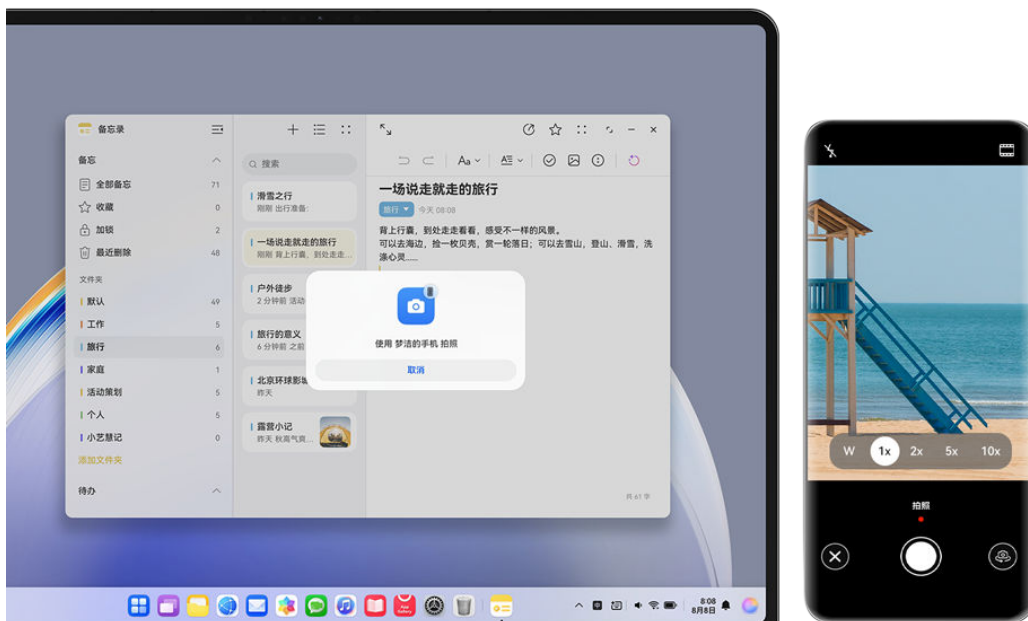 备忘录
备忘
全部备忘 71
收藏 0
加锁 2
最近删除 48
文件夹
默认 49
工作 5
旅行 6
家庭 1
活动策划 5
个人 5
小艺慧记 0
添加文件夹
待办
搜索
滑雪之行
刚刚 出行准备:
一场说走就走的旅行
刚刚 背上行囊，到处走走...
户外徒步
2 分钟前 活动
旅行的意义
6 分钟前 之前
北京环球影城
昨天
露营小记
昨天 秋高气爽...
Aa
一场说走就走的旅行
旅行 今天 08:08
背上行囊，到处走走看看，感受不一样的风景。
可以去海边，捡一枚贝壳，赏一轮落日；可以去雪山，登山、滑雪，洗
涤心灵......
共 61 字
使用 梦洁的手机 拍照
取消
8:08
8月8日
W 1x 2x 5x 10x
拍照